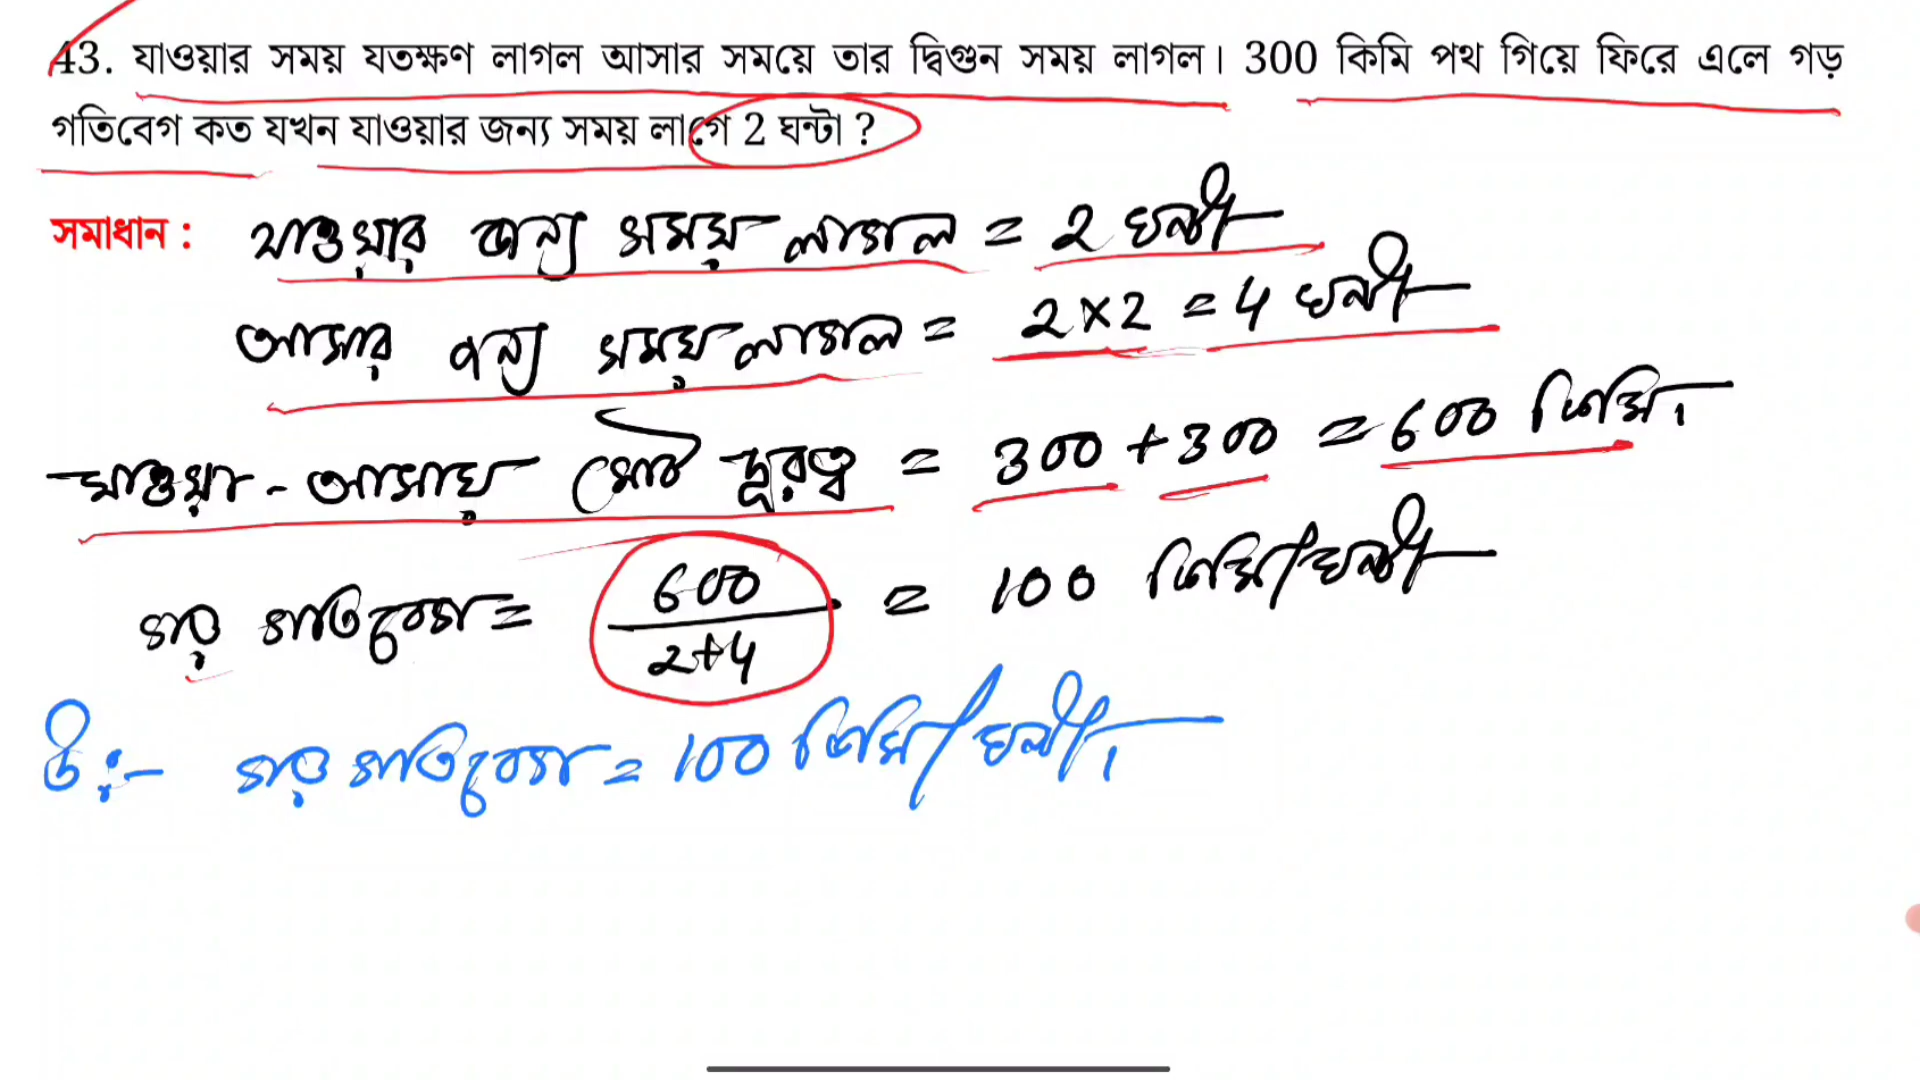 43. যাওয়ার সময় যতক্ষণ লাগল আসার সময়ে তার দ্বিগুন সময় লাগল। 300 কিমি পথ গিয়ে ফিরে এলে গড়
গতিবেগ কত যখন যাওয়ার জন্য সময় লাগে 2 ঘন্টা ?
সমাধান : যাওয়ার জন্য সময় লাগল = 2 ঘন্টা
আসার জন্য সময় লাগল = 2 × 2 = 4 ঘন্টা
যাওয়া - আসায় মোট দূরত্ব = 300 + 300 = 600 কিমি।
গড় গতিবেগ = 600 / 2+4 = 100 কিমি/ঘন্টা
উঃ- গড় গতিবেগ = 100 কিমি/ঘন্টা।